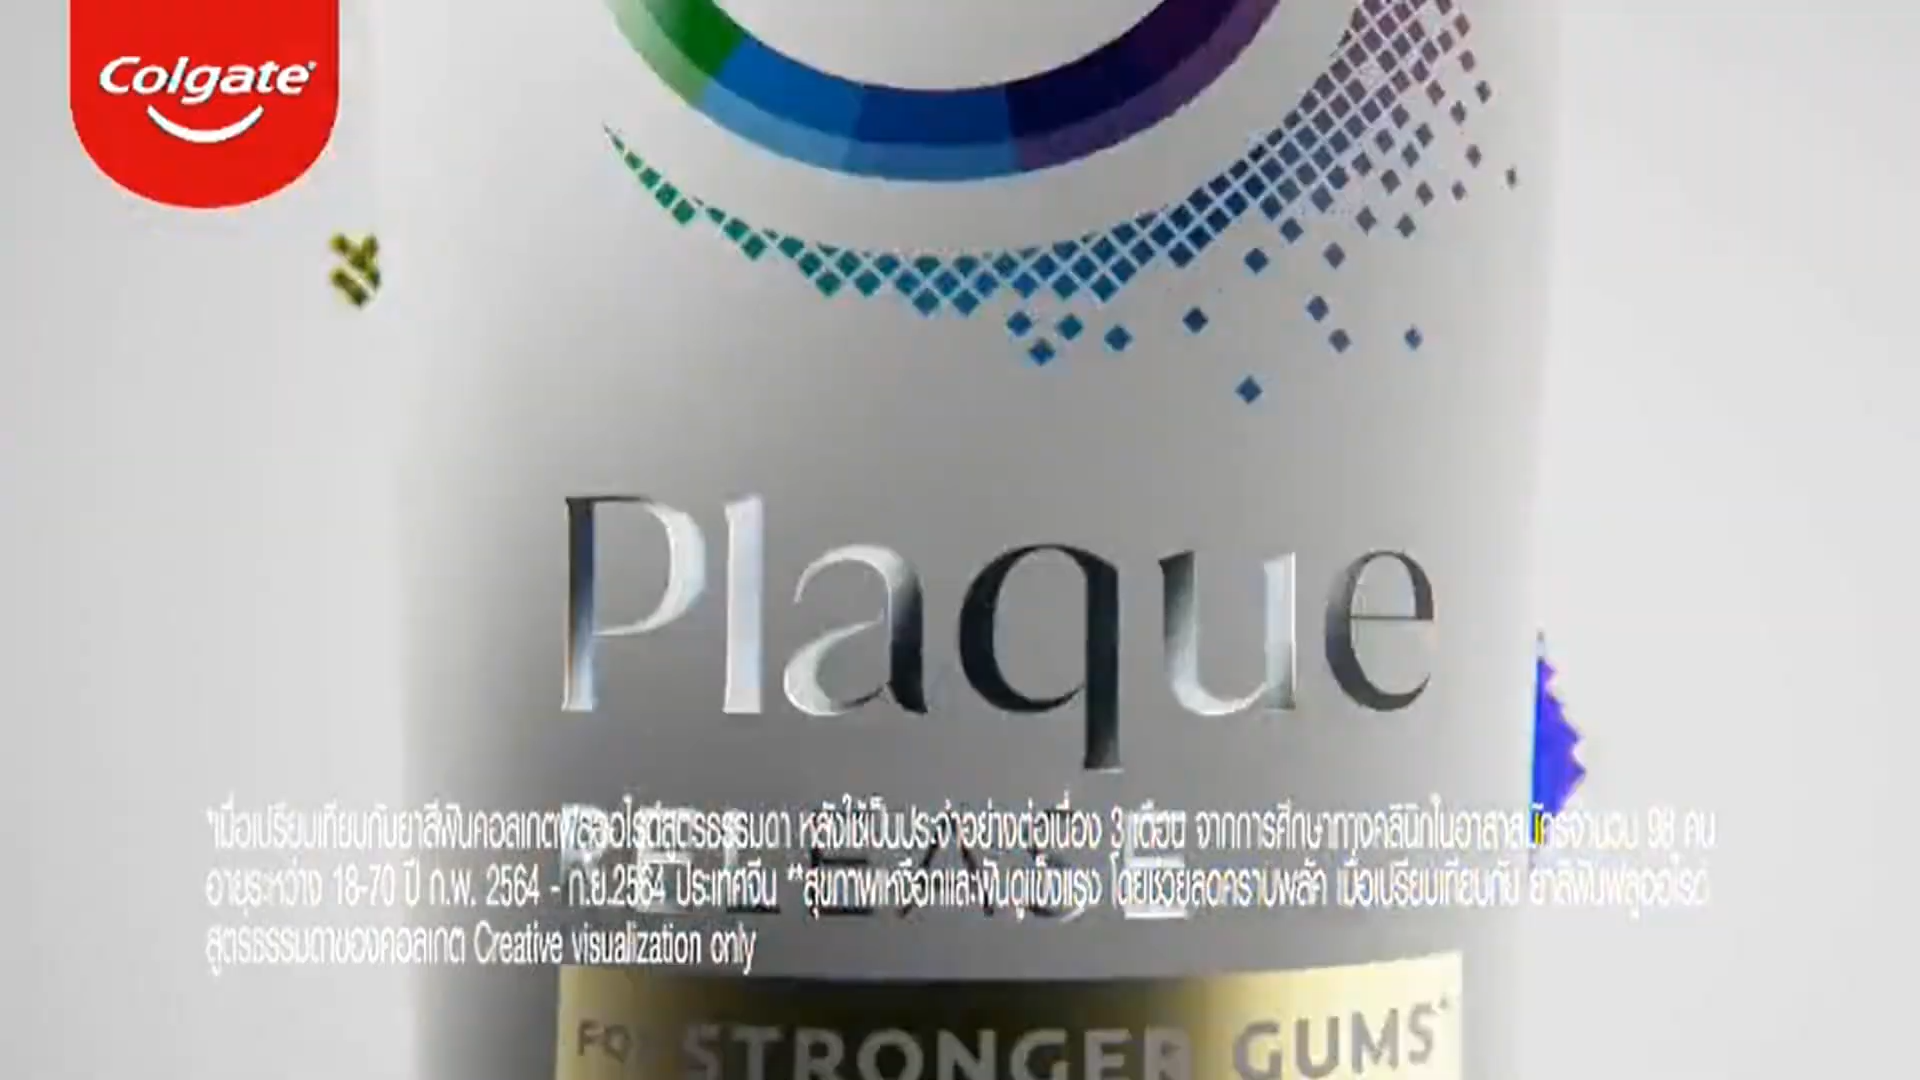 Colgate
Plaque
RELEASE
*เมื่อเปรียบเทียบกับยาสีฟันคอลเกตฟลูออไรด์สูตรธรรมดา หลังใช้เป็นประจำอย่างต่อเนื่อง 3 เดือน จากการศึกษาทางคลินิกในอาสาสมัครจำนวน 98 คน
อายุระหว่าง 18-70 ปี ก.พ. 2564 - ก.ย.2564 ประเทศจีน **สุขภาพเหงือกและฟันดูแข็งแรง โดยช่วยลดคราบพลัค เมื่อเปรียบเทียบกับ ยาสีฟันฟลูออไรด์
สูตรธรรมดาของคอลเกต Creative visualization only
FOR STRONGER GUMS*